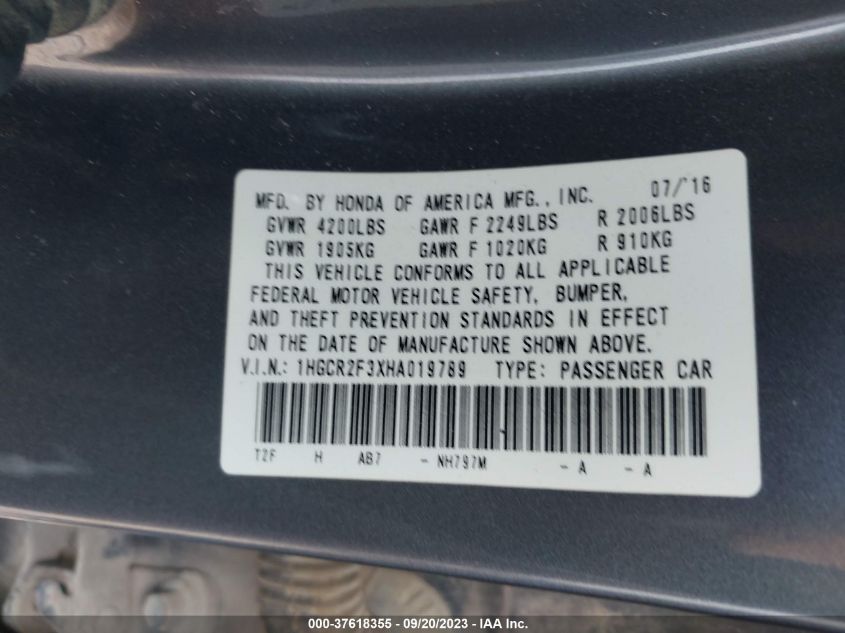 MFD. BY HONDA OF AMERICA MFG., INC. 07/'16
GVWR 4200LBS GAWR F 2249LBS R 2006LBS
GVWR 1905KG GAWR F 1020KG R 910KG
THIS VEHICLE CONFORMS TO ALL APPLICABLE
FEDERAL MOTOR VEHICLE SAFETY, BUMPER,
AND THEFT PREVENTION STANDARDS IN EFFECT
ON THE DATE OF MANUFACTURE SHOWN ABOVE.
V.I.N.: 1HGCR2F3XHA019789 TYPE: PASSENGER CAR
T2F H AB7 - NH797M - A - A
000-37618355 - 09/20/2023 - IAA Inc.